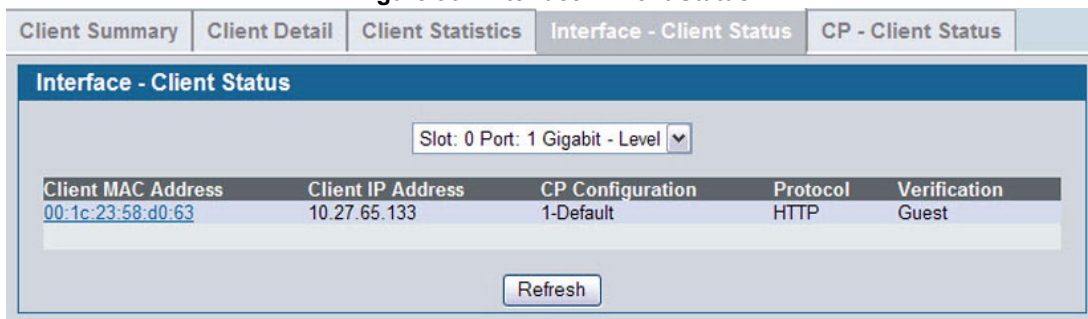 Client Summary Client Detail Client Statistics Interface - Client Status CP - Client Status
Interface - Client Status
Slot: 0 Port: 1 Gigabit - Level
Client MAC Address Client IP Address CP Configuration Protocol Verification
00:1c:23:58:d0:63 10.27.65.133 1-Default HTTP Guest
Refresh